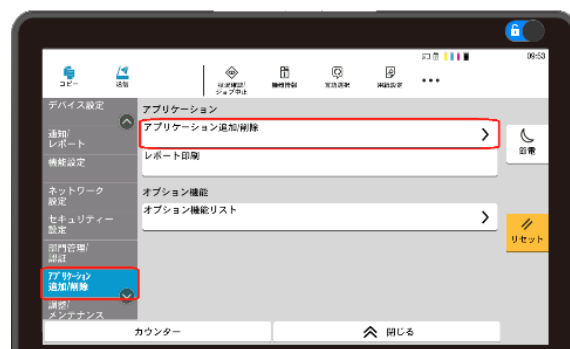 09:53
コピー
送信
状況確認/
ジョブ中止
機器情報
言語選択
用紙設定
•••
デバイス設定
通知/
レポート
機能設定
ネットワーク
設定
セキュリティー
設定
部門管理/
認証
アプリケーション
追加/削除
調整/
メンテナンス
アプリケーション
アプリケーション追加/削除
レポート印刷
オプション機能
オプション機能リスト
節電
リセット
カウンター
閉じる